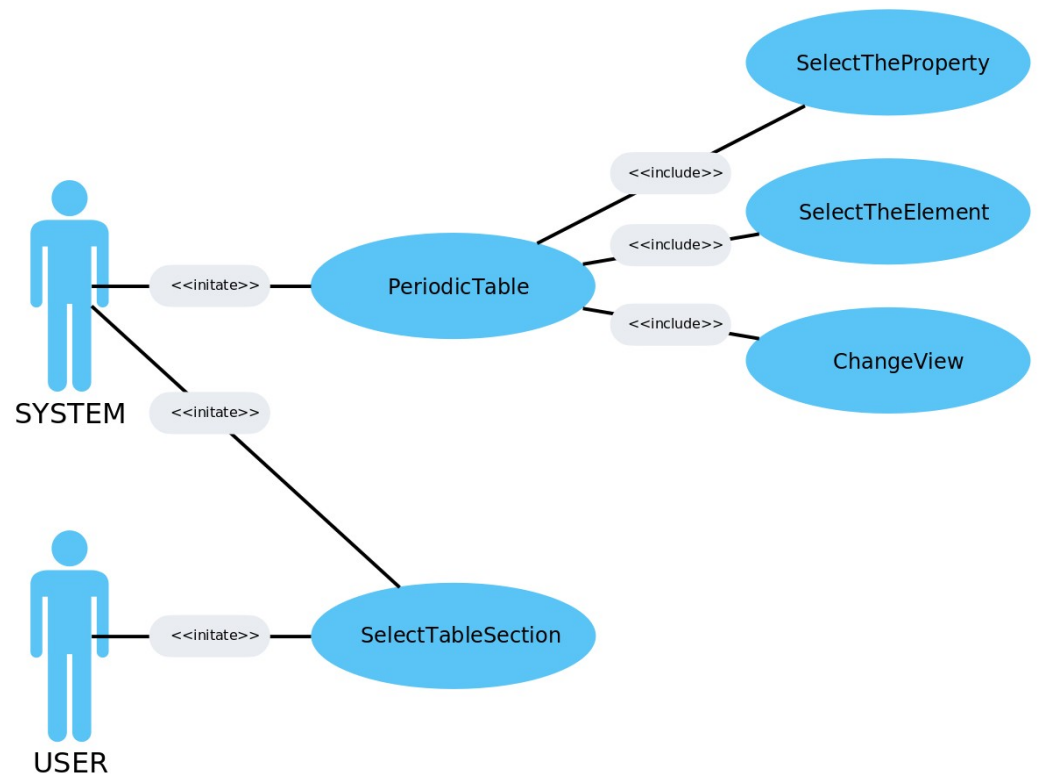 SelectTheProperty
<<include>>
SelectTheElement
<<include>>
<<initate>>
PeriodicTable
<<include>>
ChangeView
SYSTEM
<<initate>>
<<initate>>
SelectTableSection
USER